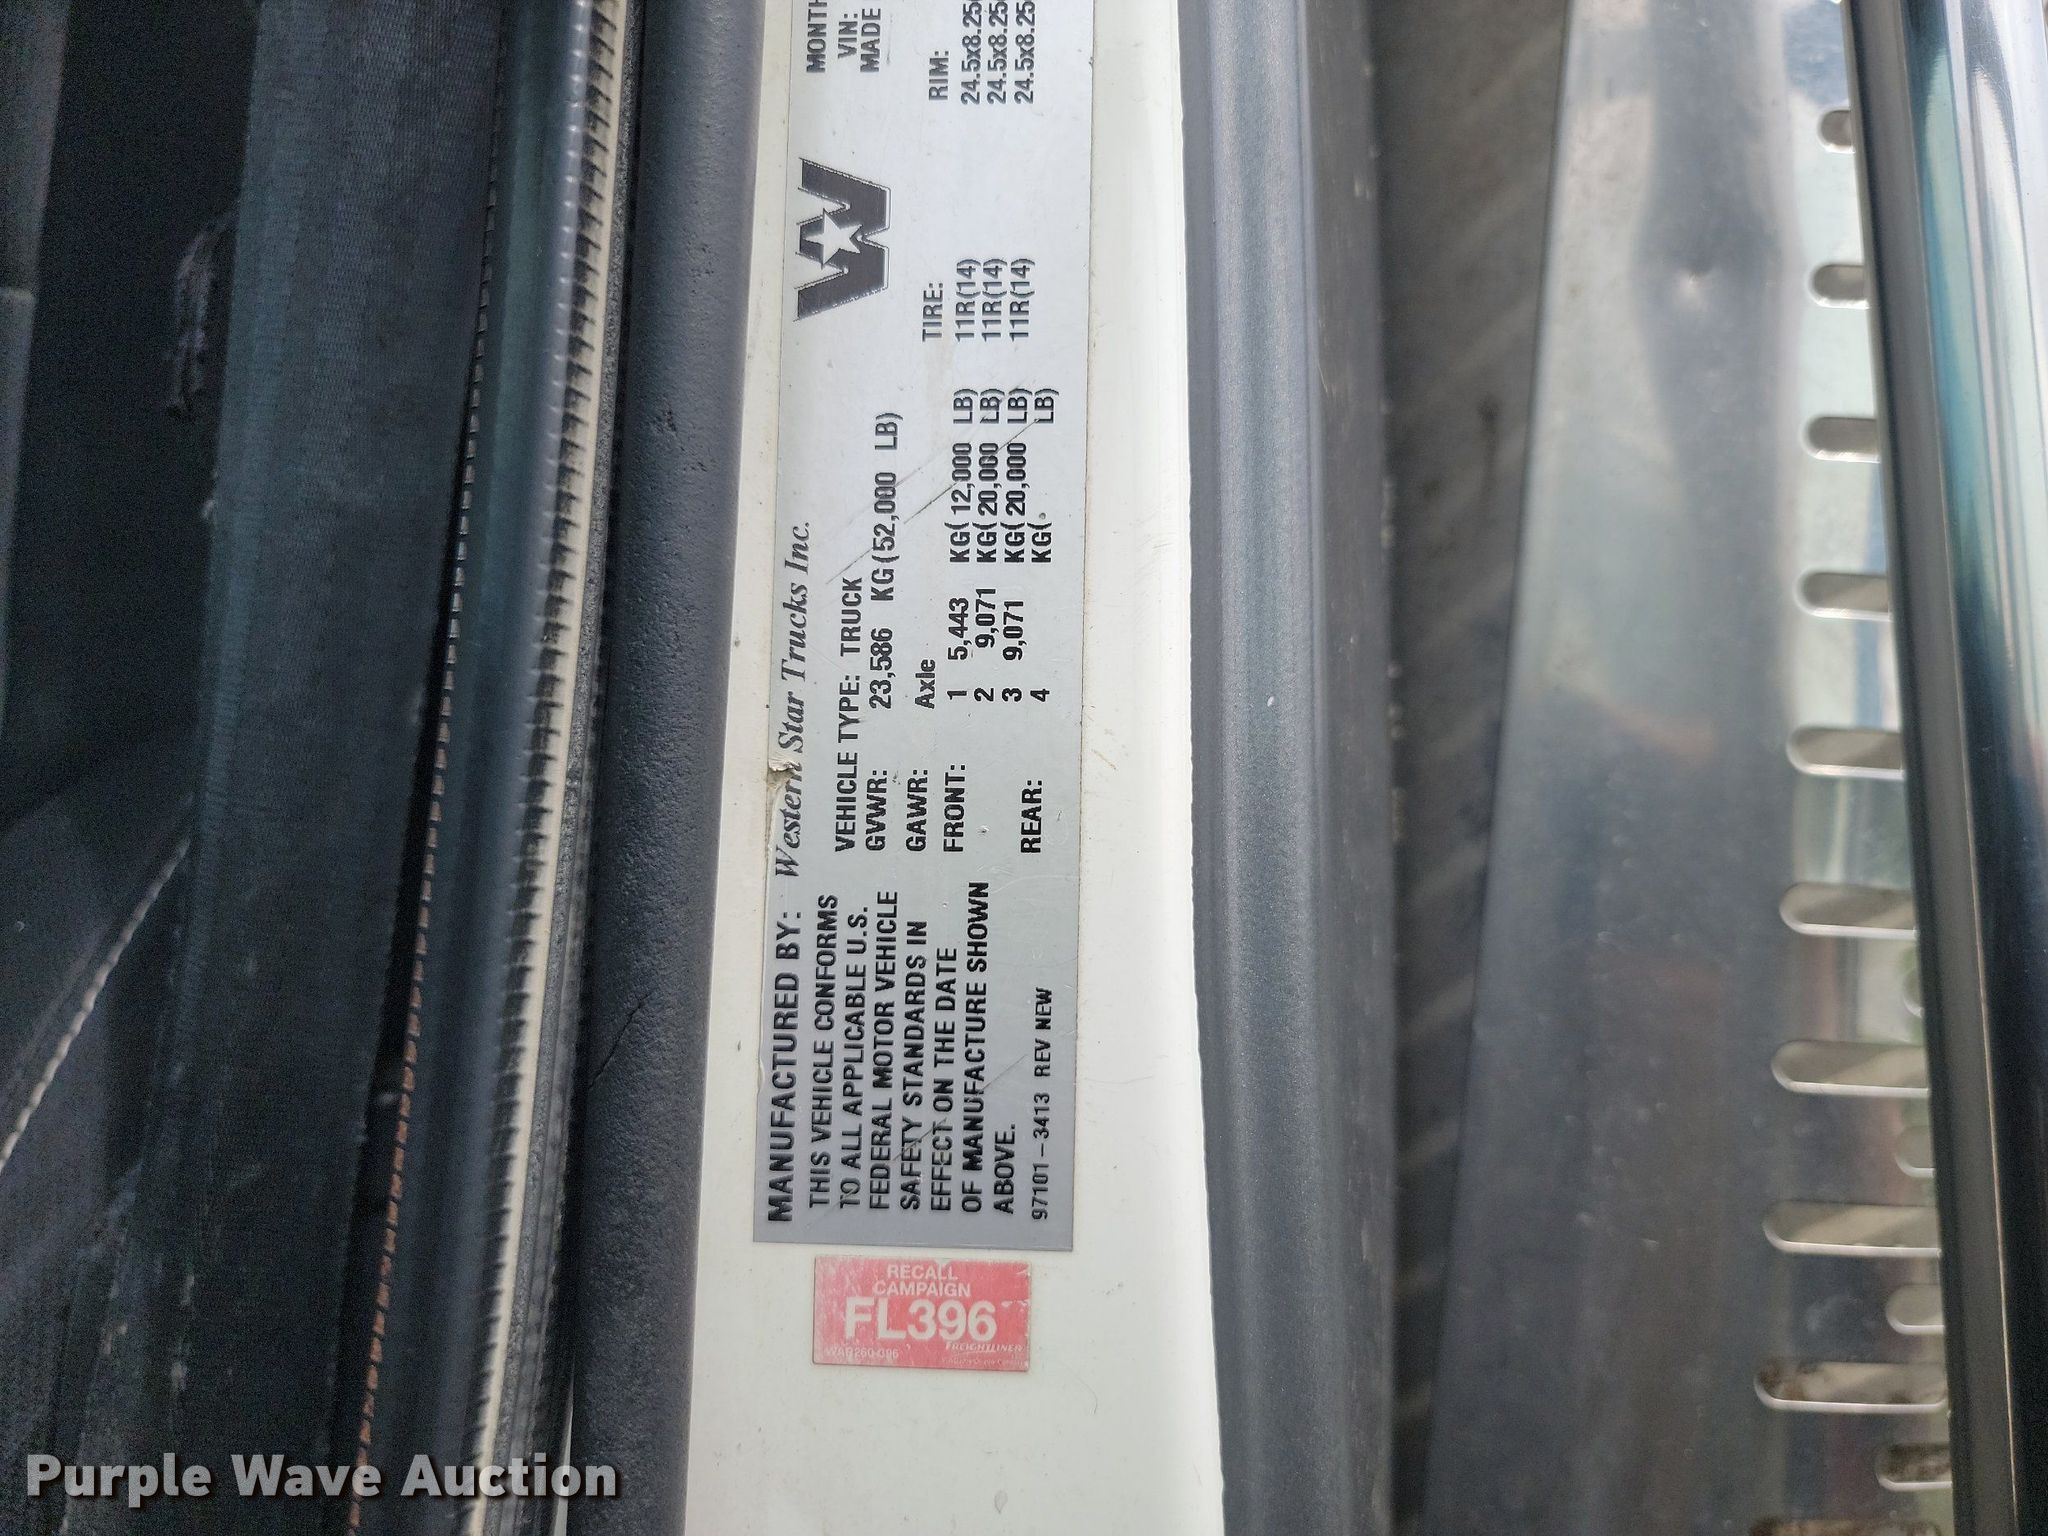 MANUFACTURED BY: Western Star Trucks Inc.
THIS VEHICLE CONFORMS
TO ALL APPLICABLE U.S.
FEDERAL MOTOR VEHICLE
SAFETY STANDARDS IN
EFFECT ON THE DATE
OF MANUFACTURE SHOWN
ABOVE.
97101-3413 REV NEW
VEHICLE TYPE: TRUCK
GVWR: 23,586 KG(52,000 LB)
GAWR: Axle TIRE: RIM:
FRONT: 1 5,443 KG(12,000 LB) 11R(14) 24.5x8.25
2 9,071 KG(20,000 LB) 11R(14) 24.5x8.25
3 9,071 KG(20,000 LB) 11R(14) 24.5x8.25
REAR: 4 KG( LB)
MONTH
VIN:
MADE
RECALL
CAMPAIGN
FL396
FREIGHTLINER
Purple Wave Auction